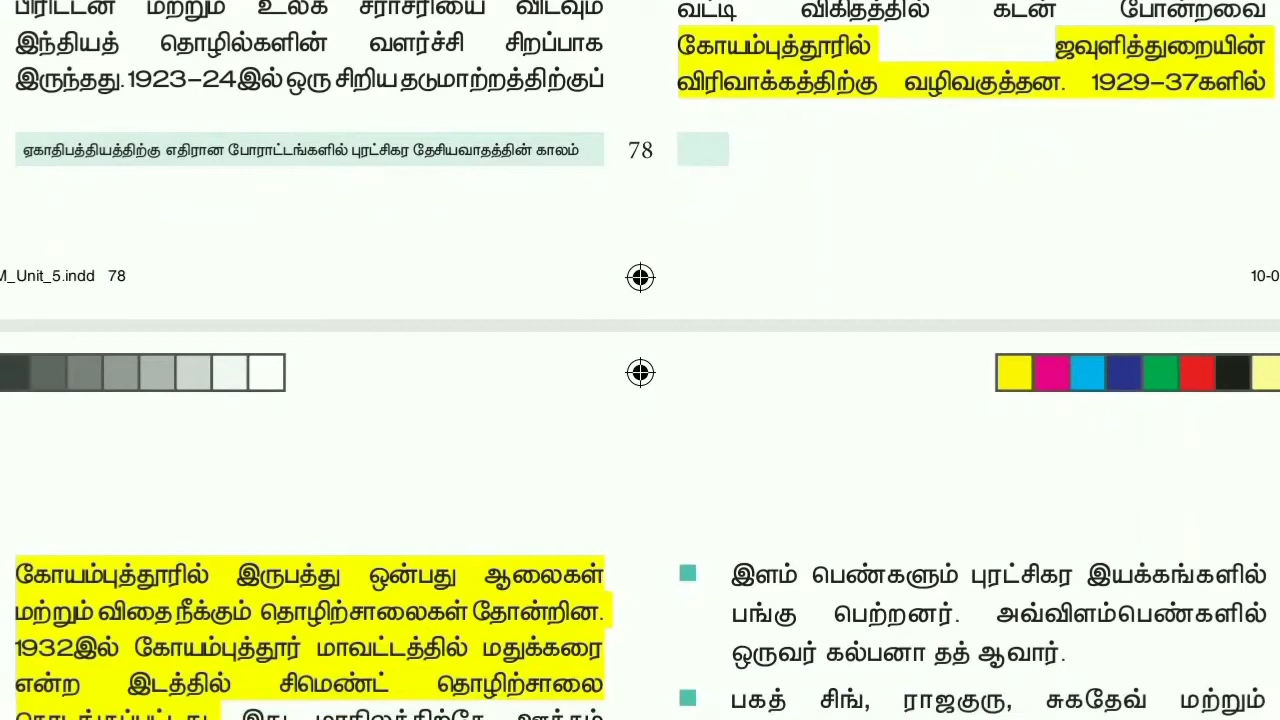 பிரிட்டன் மற்றும் உலக சராசரியை விடவும்
இந்தியத் தொழில்களின் வளர்ச்சி சிறப்பாக
இருந்தது. 1923–24இல் ஒரு சிறிய தடுமாற்றத்திற்குப்
வட்டி விகிதத்தில் கடன் போன்றவை
கோயம்புத்தூரில் ஜவுளித்துறையின்
விரிவாக்கத்திற்கு வழிவகுத்தன. 1929–37களில்
ஏகாதிபத்தியத்திற்கு எதிரான போராட்டங்களில் புரட்சிகர தேசியவாதத்தின் காலம்
78
M_Unit_5.indd 78
10-0
கோயம்புத்தூரில் இருபத்து ஒன்பது ஆலைகள்
மற்றும் விதை நீக்கும் தொழிற்சாலைகள் தோன்றின.
1932இல் கோயம்புத்தூர் மாவட்டத்தில் மதுக்கரை
என்ற இடத்தில் சிமெண்ட் தொழிற்சாலை
இளம் பெண்களும் புரட்சிகர இயக்கங்களில்
பங்கு பெற்றனர். அவ்விளம்பெண்களில்
ஒருவர் கல்பனா தத் ஆவார்.
பகத் சிங், ராஜகுரு, சுகதேவ் மற்றும்